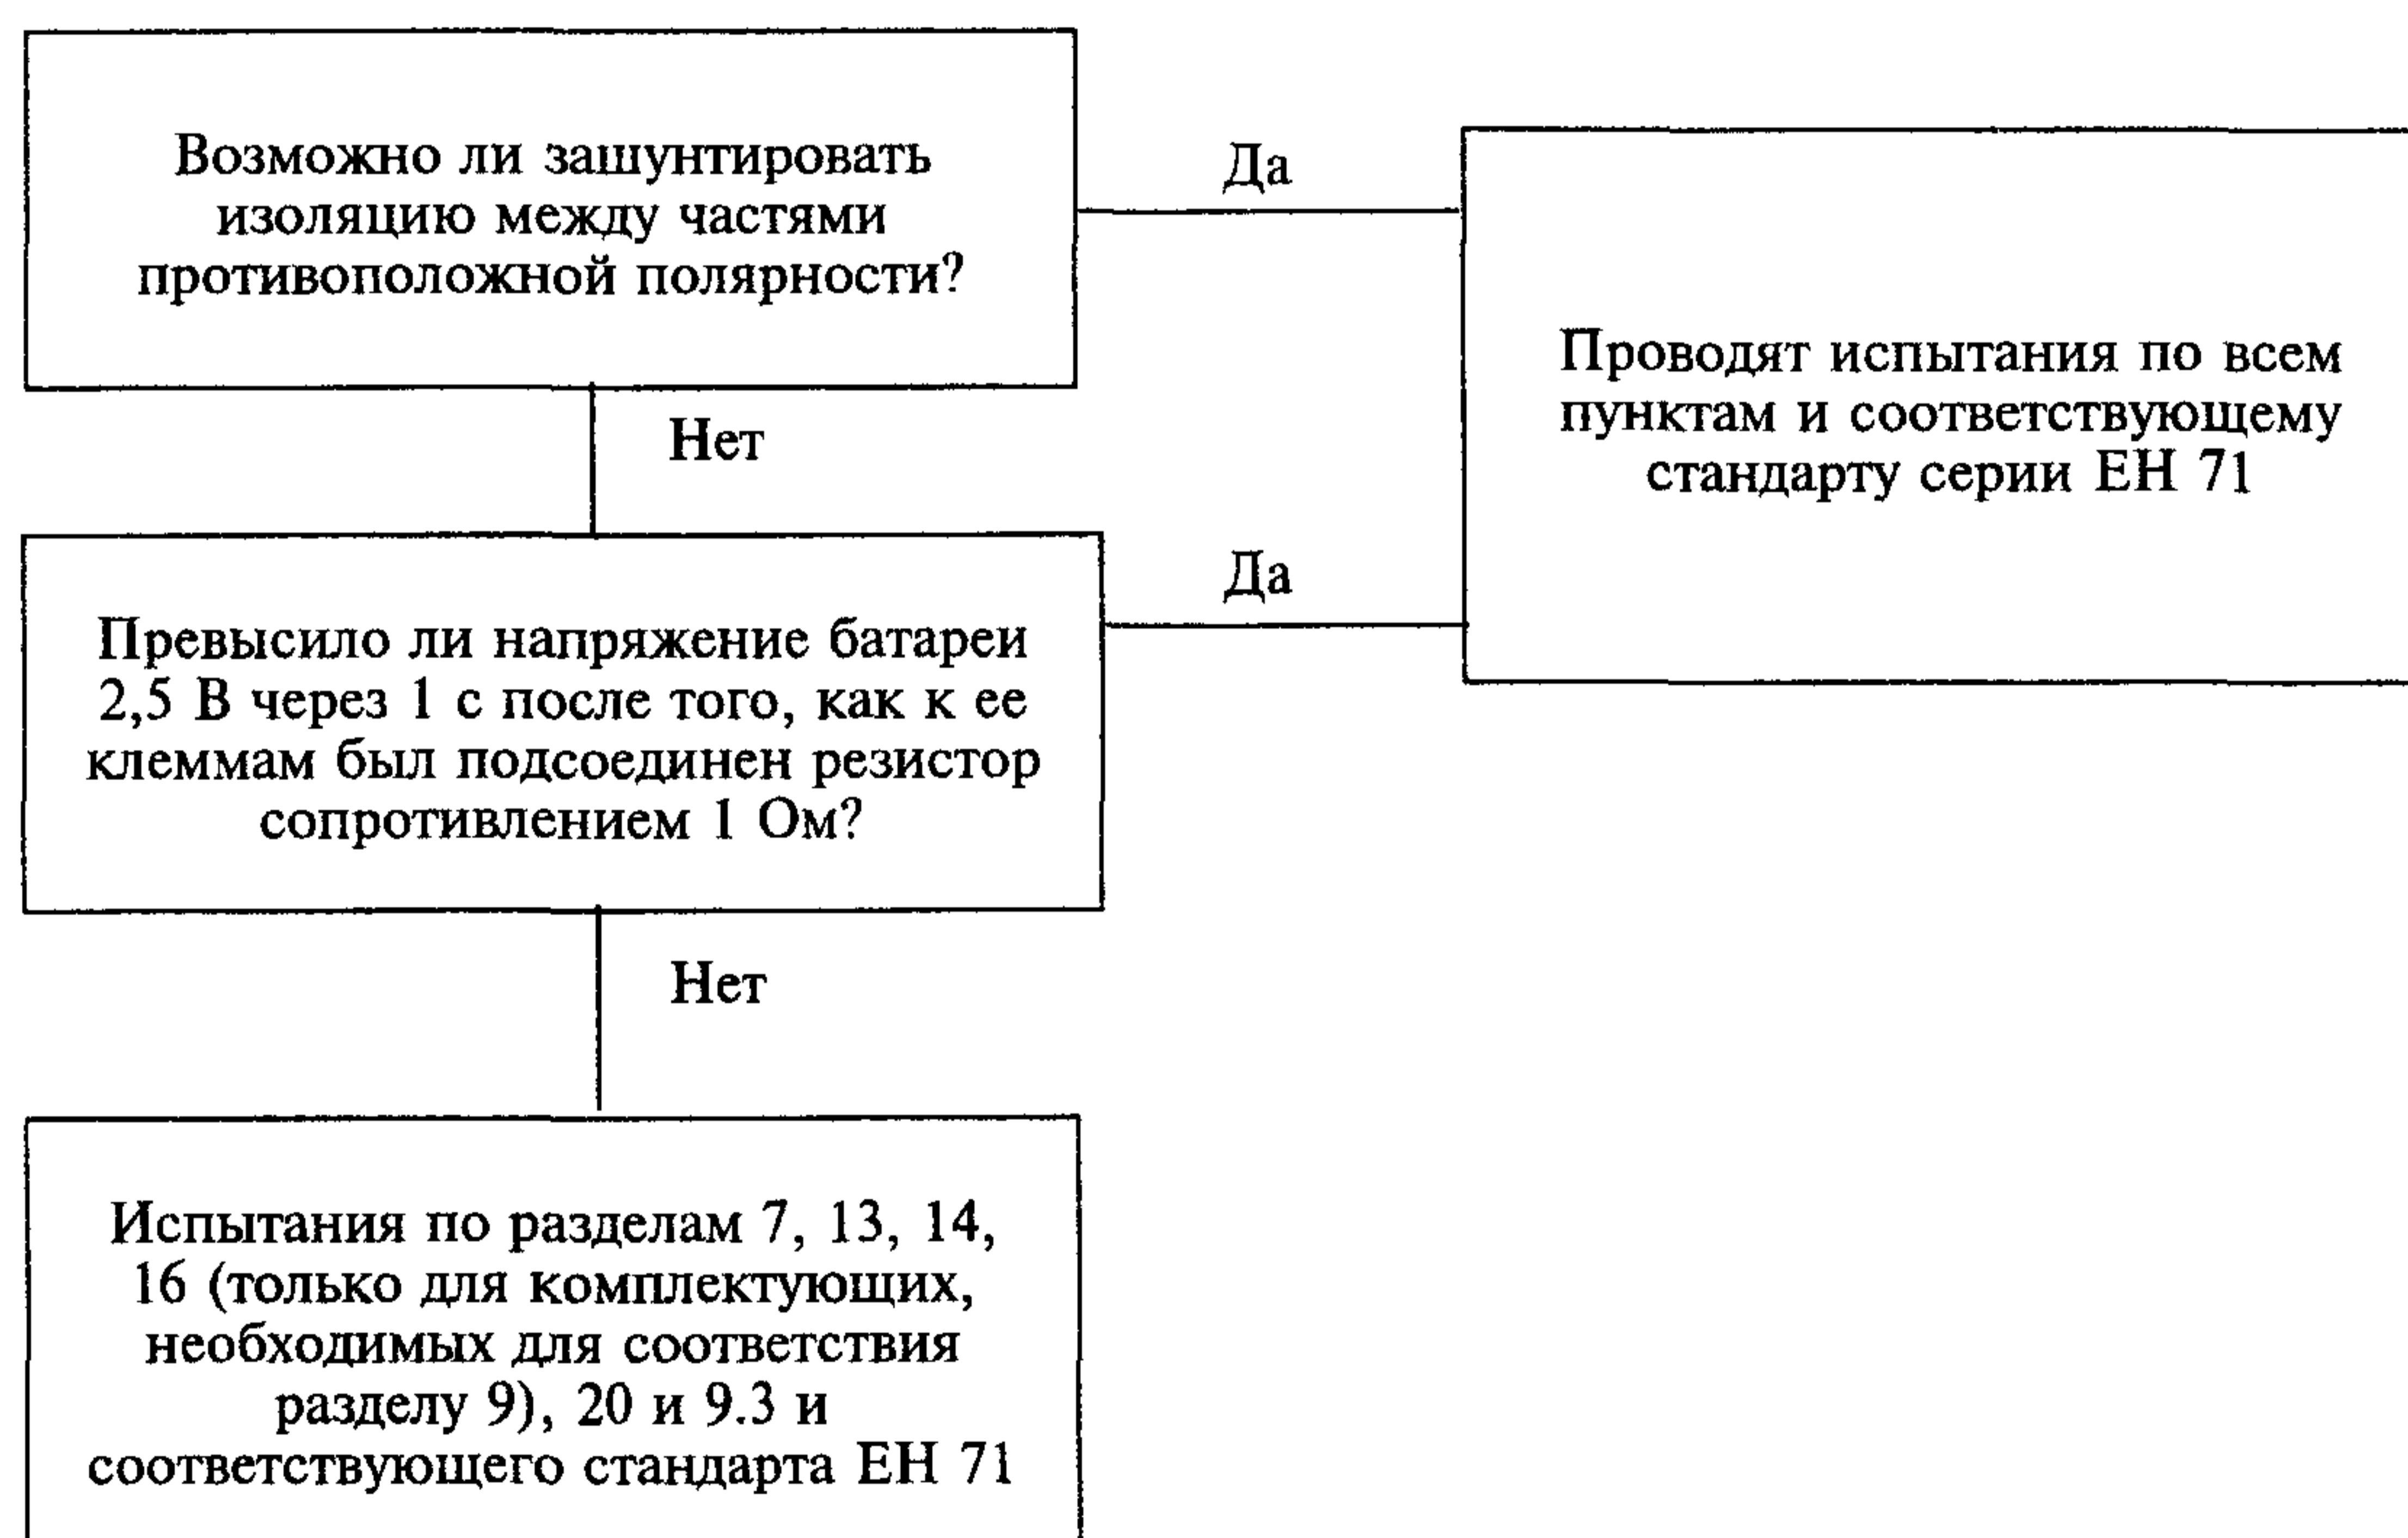 Возможно ли зашунтировать
изоляцию между частями
противоположной полярности?
Да
Проводят испытания по всем
пунктам и соответствующему
стандарту серии ЕН 71
Нет
Превысило ли напряжение батареи
2,5 В через 1 с после того, как к ее
клеммам был подсоединен резистор
сопротивлением 1 Ом?
Да
Нет
Испытания по разделам 7, 13, 14,
16 (только для комплектующих,
необходимых для соответствия
разделу 9), 20 и 9.3 и
соответствующего стандарта ЕН 71